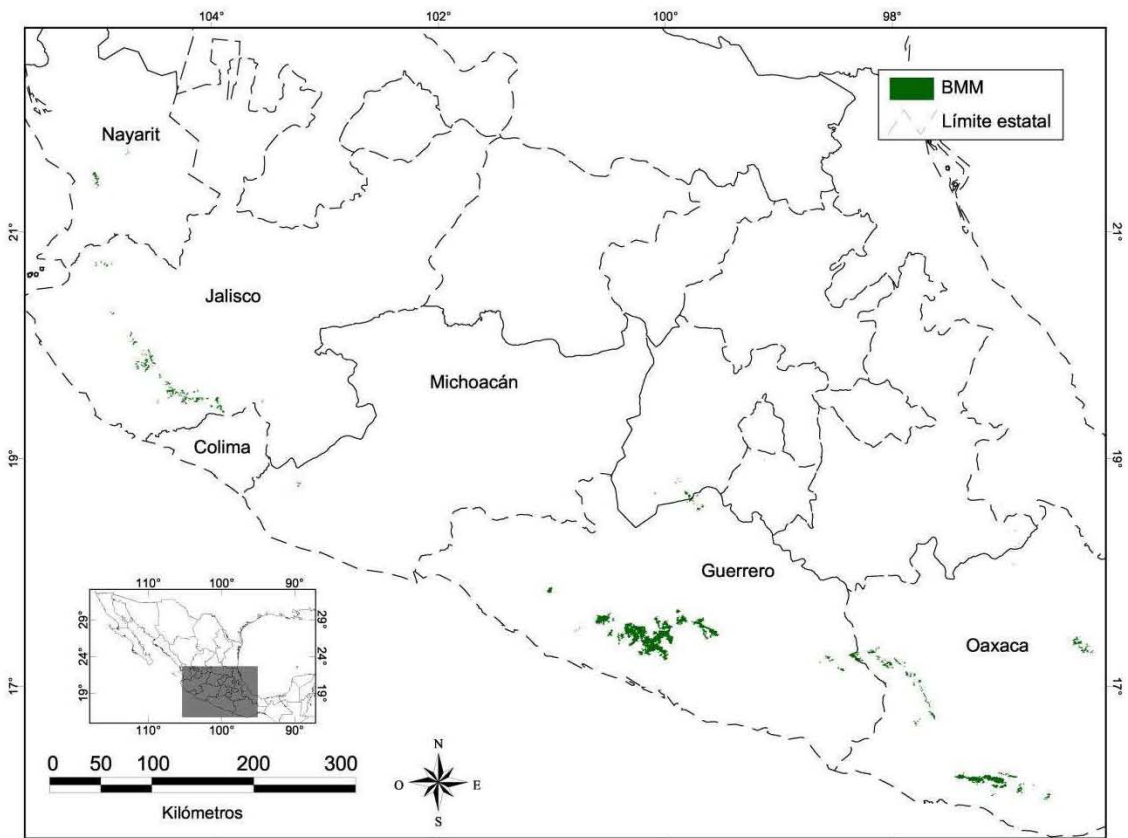 104°
102°
100°
98°
BMM
Límite estatal
Nayarit
21°
21°
Jalisco
Michoacán
Colima
19°
19°
Guerrero
Oaxaca
17°
17°
110°
100°
90°
29°
29°
24°
24°
19°
19°
110°
100°
90°
0
50
100
200
300
Kilómetros
N
O
E
S